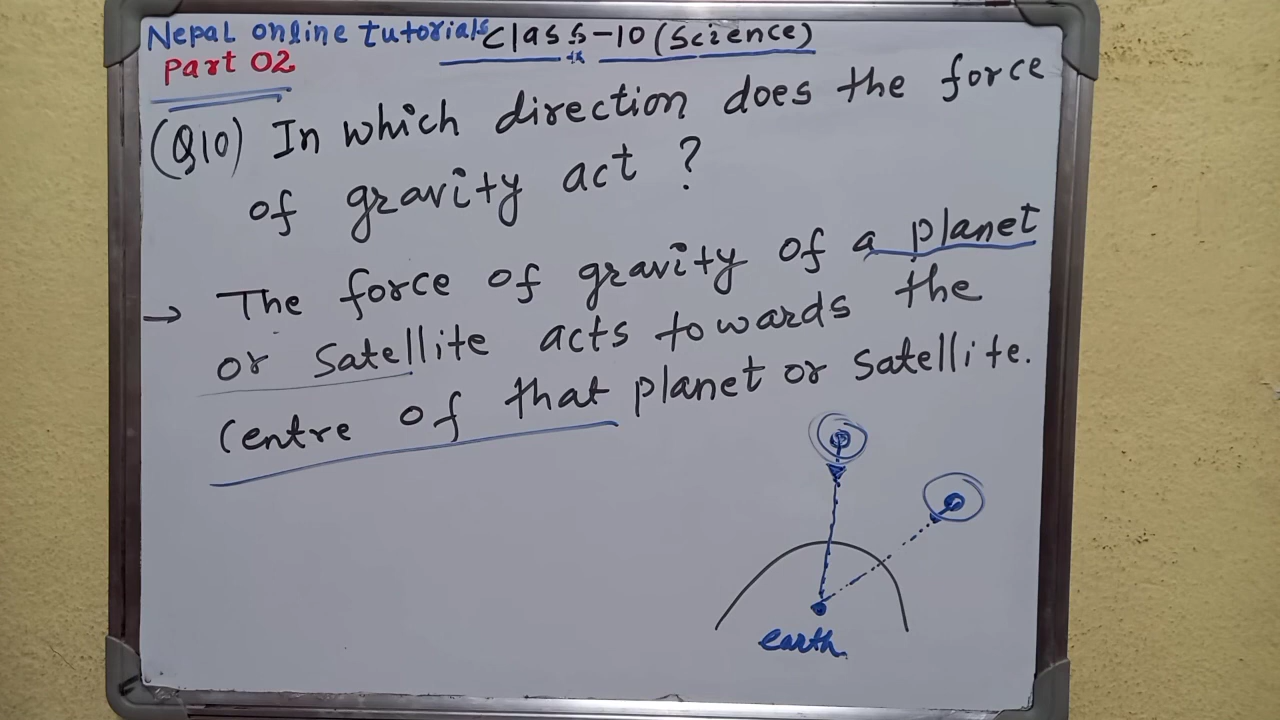 Nepal online tutorials Class-10 (Science)
Part 02
(Q10) In which direction does the force
of gravity act ?
→ The force of gravity of a planet
or Satellite acts towards the
Centre of that planet or satellite.
earth